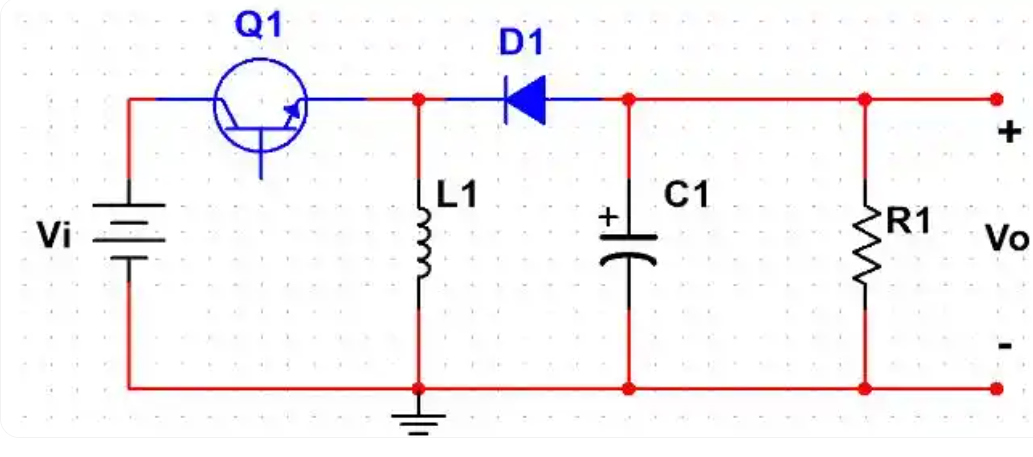 Q1
D1
+
L1
C1
+
R1
Vi
Vo
-